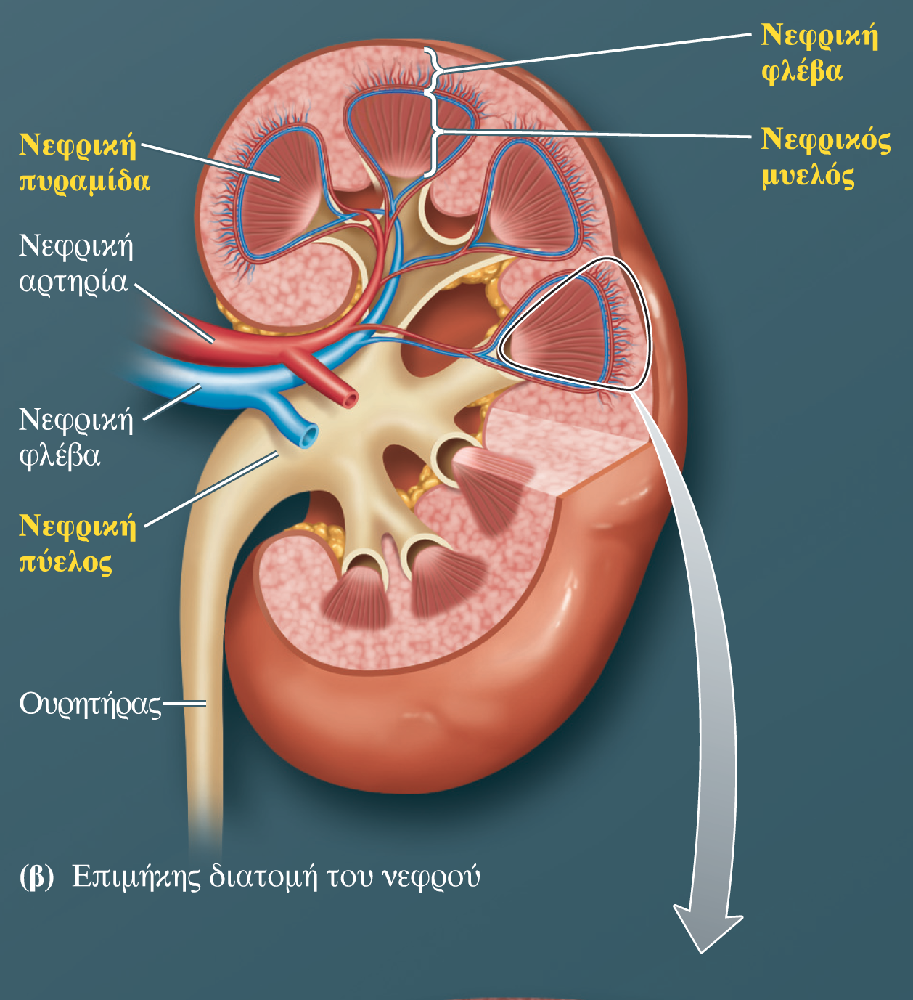 Νεφρική
φλέβα
Νεφρικός
μυελός
Νεφρική
πυραμίδα
Νεφρική
αρτηρία
Νεφρική
φλέβα
Νεφρική
πύελος
Ουρητήρας
(β) Επιμήκης διατομή του νεφρού